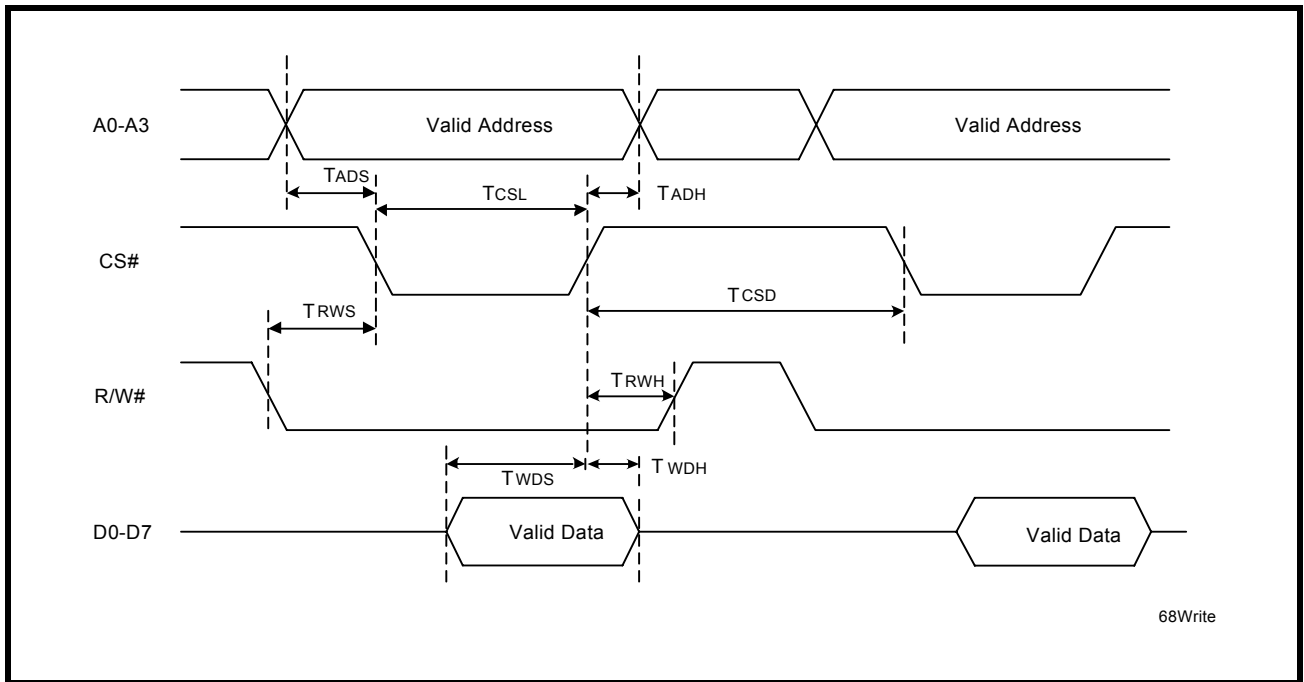 A0-A3
Valid Address
Valid Address
TADS
TCSL
TADH
CS#
TCSD
TRWS
R/W#
TRWH
TWDS
TWDH
D0-D7
Valid Data
Valid Data
68Write